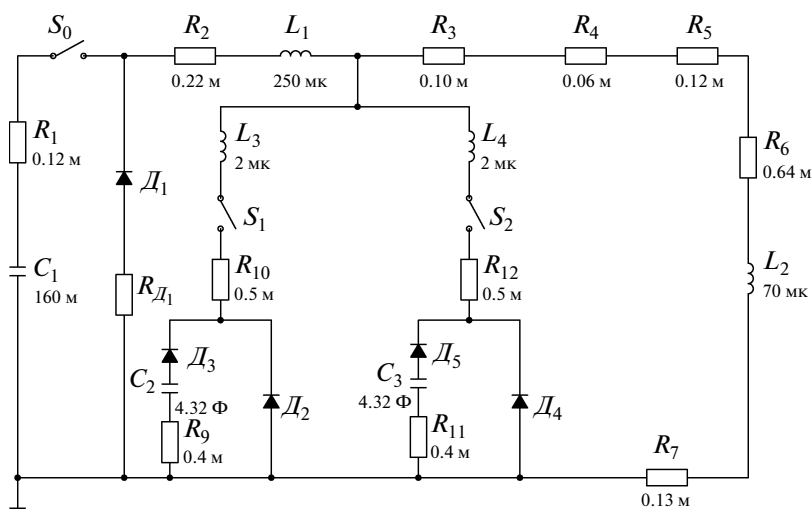 S0
R2
0.22 м
L1
250 мк
R3
0.10 м
R4
0.06 м
R5
0.12 м
R1
0.12 м
Д1
L3
2 мк
L4
2 мк
R6
0.64 м
S1
S2
C1
160 м
RД1
R10
0.5 м
R12
0.5 м
L2
70 мк
Д3
C2
4.32 Ф
Д2
Д5
C3
4.32 Ф
Д4
R9
0.4 м
R11
0.4 м
R7
0.13 м